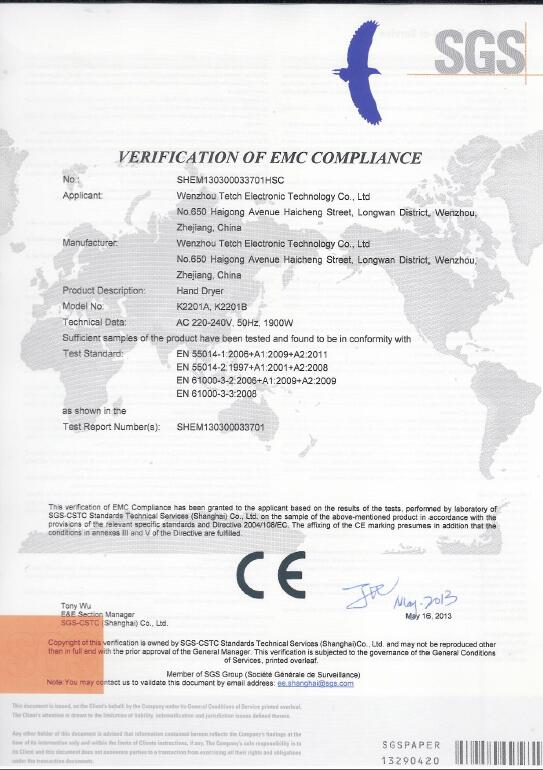 SGS
VERIFICATION OF EMC COMPLIANCE
No.: SHEM130300033701HSC
Applicant: Wenzhou Tetch Electronic Technology Co., Ltd
No.650 Haigong Avenue Haicheng Street, Longwan District, Wenzhou,
Zhejiang, China
Manufacturer: Wenzhou Tetch Electronic Technology Co., Ltd
No.650 Haigong Avenue Haicheng Street, Longwan District, Wenzhou,
Zhejiang, China
Product Description: Hand Dryer
Model No: K2201A, K2201B
Technical Data: AC 220-240V, 50Hz, 1900W
Sufficient samples of the product have been tested and found to be in conformity with
Test Standard: EN 55014-1:2006+A1:2009+A2:2011
EN 55014-2:1997+A1:2001+A2:2008
EN 61000-3-2:2006+A1:2009+A2:2009
EN 61000-3-3:2008
as shown in the
Test Report Number(s): SHEM130300033701
This verification of EMC Compliance has been granted to the applicant based on the results of the tests, performed by laboratory of
SGS-CSTC Standards Technical Services (Shanghai) Co., Ltd. on the sample of the above-mentioned product in accordance with the
provisions of the relevant specific standards and Directive 2004/108/EC. The affixing of the CE marking presumes in addition that the
conditions in annexes III and V of the Directive are fulfilled.
CE
May. 2013
Tony Wu
E&E Section Manager
SGS-CSTC (Shanghai) Co., Ltd.
May 16, 2013
Copyright of this verification is owned by SGS-CSTC Standards Technical Services (Shanghai)Co., Ltd. and may not be reproduced other
than in full and with the prior approval of the General Manager. This verification is subjected to the governance of the General Conditions
of Services, printed overleaf.
Member of SGS Group (Société Générale de Surveillance)
Note: You may contact us to validate this document by email address: ee.shanghai@sgs.com
This document is issued, on the Client's behalf, by the Company under its General Conditions of Service printed overleaf.
The Client's attention is drawn to the limitation of liability, indemnification and jurisdiction issues defined therein.
Any other holder of this document is advised that information contained hereon reflects the Company's findings at the
time of its intervention only and within the limits of Client's instructions, if any. The Company's sole responsibility is to
its Client and this document does not exonerate parties to a transaction from exercising all their rights and obligations
under the transaction documents.
SGSPAPER
13290420